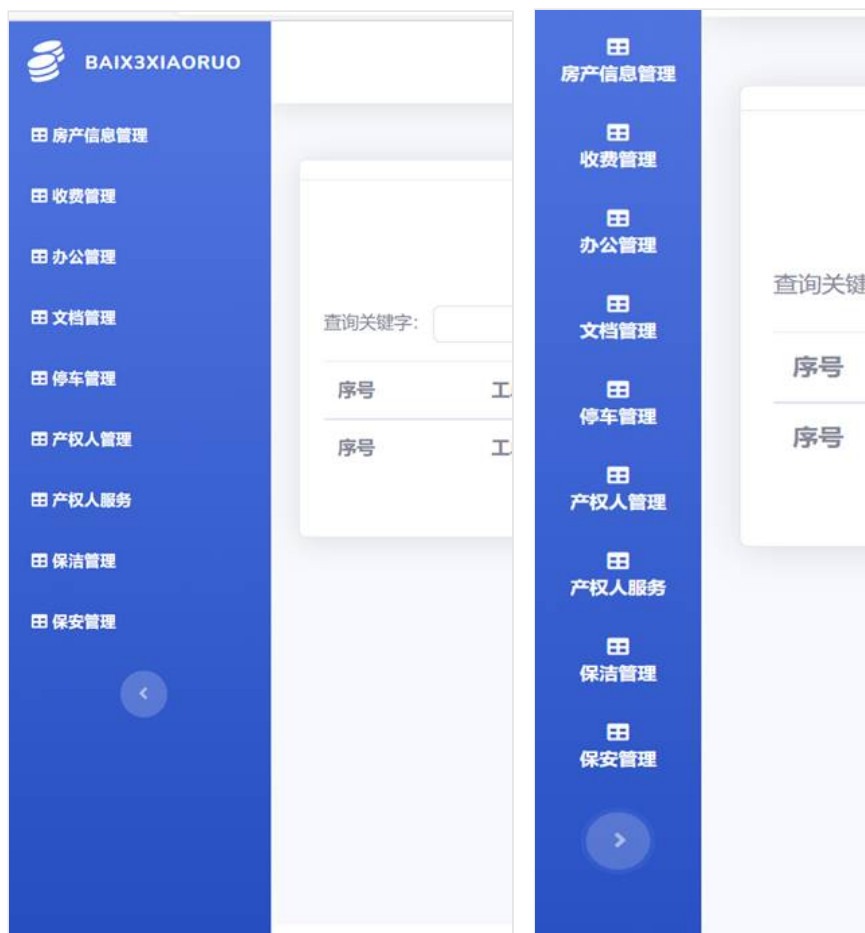 BAIX3XIAORUO
房产信息管理
收费管理
办公管理
文档管理
停车管理
产权人管理
产权人服务
保洁管理
保安管理
查询关键字:
序号
序号
房产信息管理
收费管理
办公管理
文档管理
停车管理
产权人管理
产权人服务
保洁管理
保安管理
查询关键
序号
序号